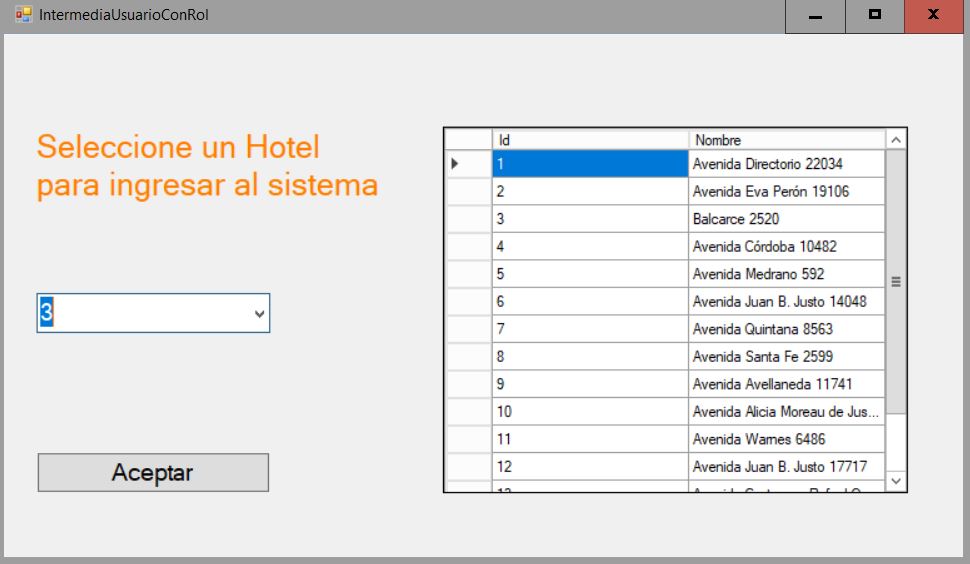 IntermediaUsuarioConRol
Seleccione un Hotel
para ingresar al sistema
3
Aceptar
Id Nombre
1 Avenida Directorio 22034
2 Avenida Eva Perón 19106
3 Balcarce 2520
4 Avenida Córdoba 10482
5 Avenida Medrano 592
6 Avenida Juan B. Justo 14048
7 Avenida Quintana 8563
8 Avenida Santa Fe 2599
9 Avenida Avellaneda 11741
10 Avenida Alicia Moreau de Jus...
11 Avenida Warnes 6486
12 Avenida Juan B. Justo 17717